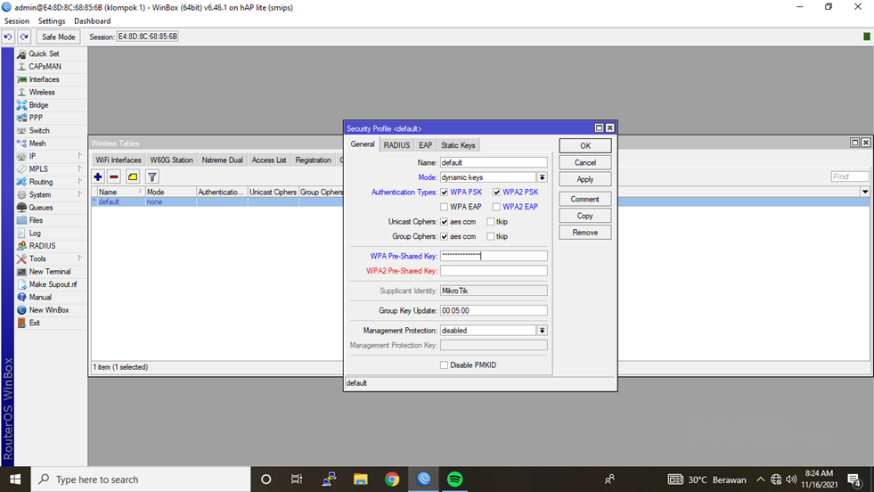 admin@E4:8D:8C:68:85:6B (klompok 1) - WinBox (64bit) v6.46.1 on hAP lite (smips)
Session Settings Dashboard
Safe Mode Session: E4:8D:8C:68:85:6B
Quick Set
CAPsMAN
Interfaces
Wireless
Bridge
PPP
Switch
Mesh
IP
MPLS
Routing
System
Queues
Files
Log
RADIUS
Tools
New Terminal
Make Supout.rif
Manual
New WinBox
Exit
RouterOS WinBox
Wireless Tables
WiFi Interfaces W60G Station Nstreme Dual Access List Registration
Find
Name Mode Authenticatio... Unicast Ciphers Group Ciphers
* default none
1 item (1 selected)
Security Profile <default>
General RADIUS EAP Static Keys
Name: default
Mode: dynamic keys
Authentication Types: WPA PSK WPA2 PSK
WPA EAP WPA2 EAP
Unicast Ciphers: aes ccm tkip
Group Ciphers: aes ccm tkip
WPA Pre-Shared Key: ***************
WPA2 Pre-Shared Key:
Supplicant Identity: MikroTik
Group Key Update: 00:05:00
Management Protection: disabled
Management Protection Key:
Disable PMKID
default
OK
Cancel
Apply
Comment
Copy
Remove
Type here to search
30°C Berawan
8:24 AM
11/16/2021
4